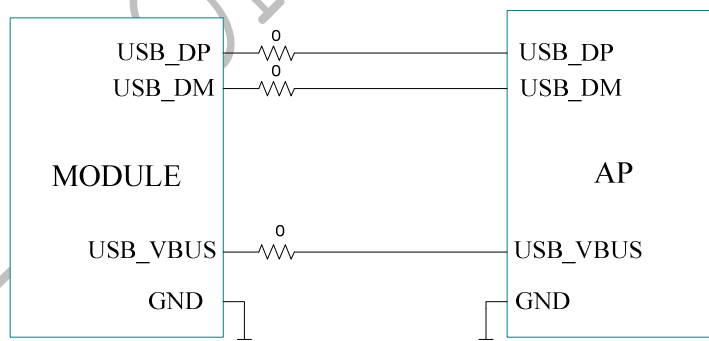 0
USB_DP USB_DP
0
USB_DM USB_DM
MODULE AP
0
USB_VBUS USB_VBUS
GND GND